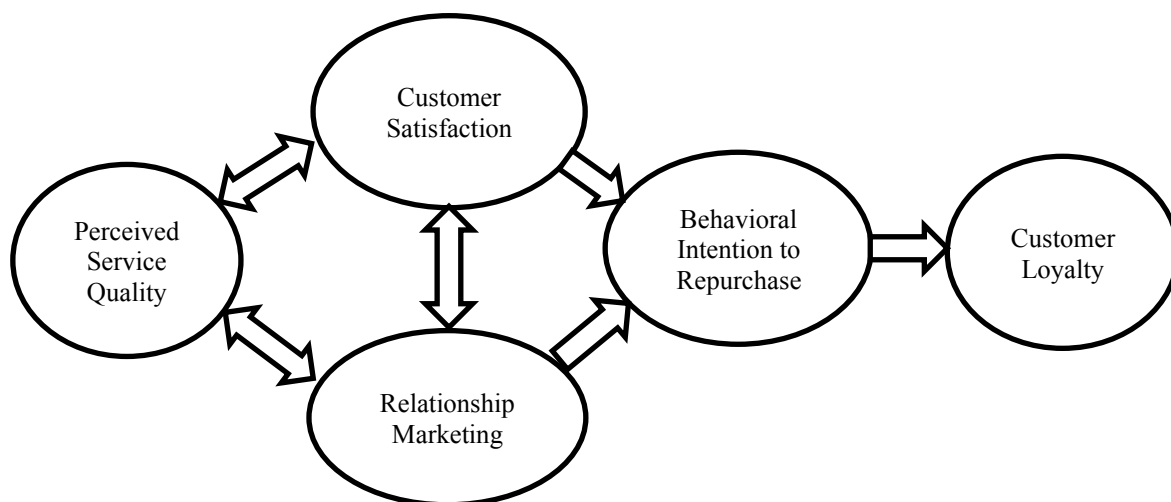 Customer
Satisfaction
Perceived
Service
Quality
Behavioral
Intention to
Repurchase
Customer
Loyalty
Relationship
Marketing